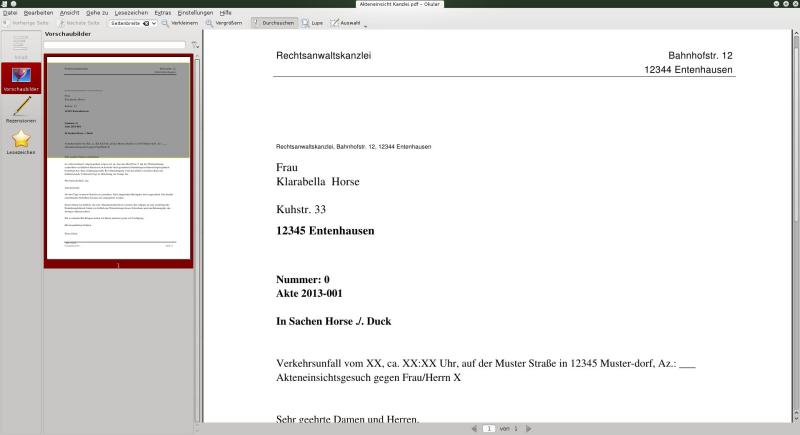 Akteneinsicht Kanzlei.pdf – Okular
Datei Bearbeiten Ansicht Gehe zu Lesezeichen Extras Einstellungen Hilfe
Vorherige Seite Nächste Seite Seitenbreite Verkleinern Vergrößern Durchsuchen Lupe Auswahl
Inhalt
Vorschaubilder
Rezensionen
Lesezeichen
Vorschaubilder
1
Rechtsanwaltskanzlei Bahnhofstr. 12
12344 Entenhausen
Rechtsanwaltskanzlei, Bahnhofstr. 12, 12344 Entenhausen
Frau
Klarabella Horse
Kuhstr. 33
12345 Entenhausen
Nummer: 0
Akte 2013-001
In Sachen Horse ./. Duck
Verkehrsunfall vom XX, ca. XX:XX Uhr, auf der Muster Straße in 12345 Muster-dorf, Az.: ___
Akteneinsichtsgesuch gegen Frau/Herrn X
Sehr geehrte Damen und Herren,
1 von 1